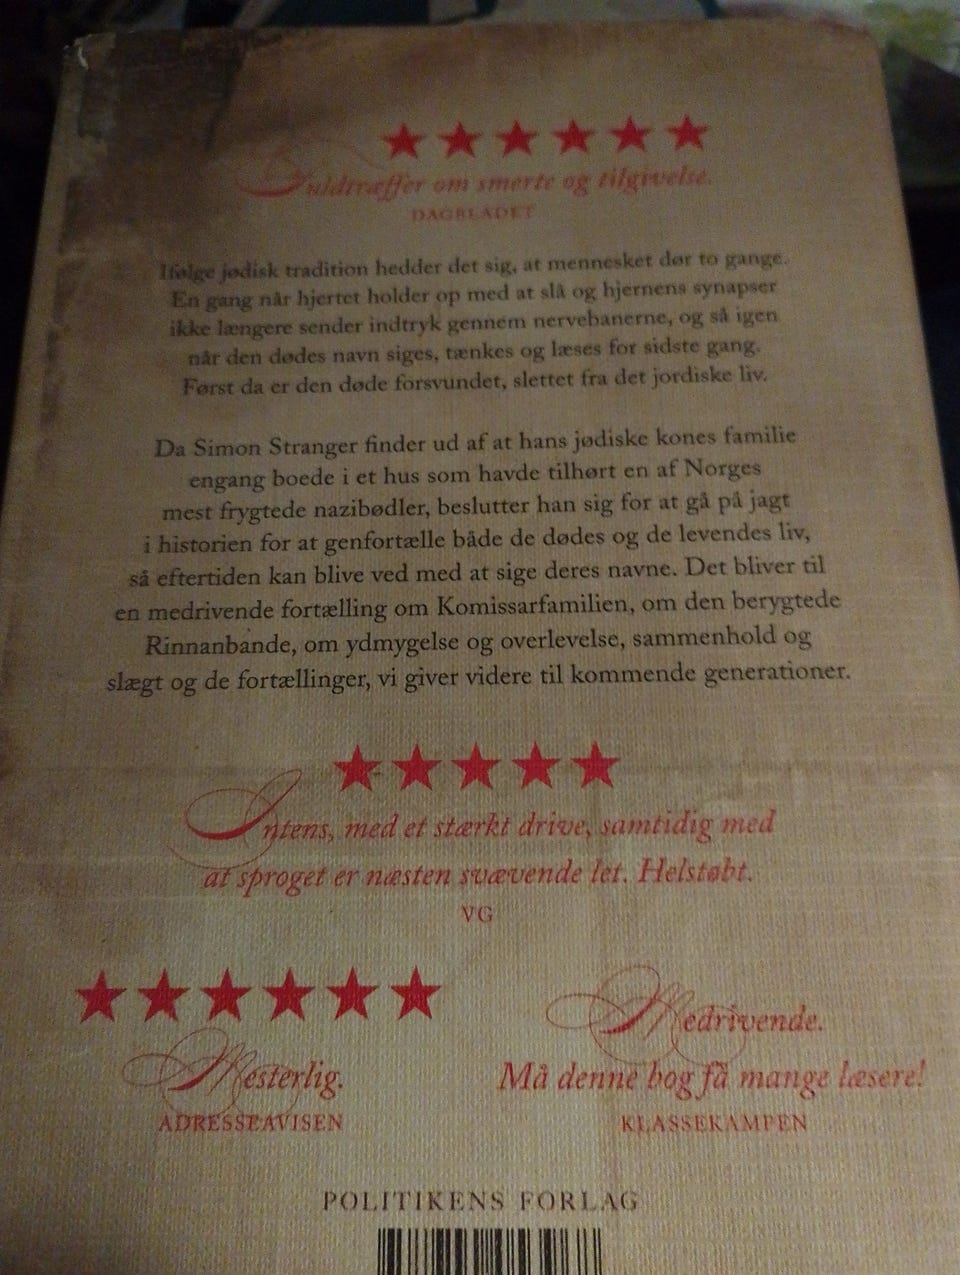 ★★★★★★
Fuldtræffer om smerte og tilgivelse.
DAGBLADET
Ifølge jødisk tradition hedder det sig, at mennesket dør to gange.
En gang når hjertet holder op med at slå og hjernens synapser
ikke længere sender indtryk gennem nervebanerne, og så igen
når den dødes navn siges, tænkes og læses for sidste gang.
Først da er den døde forsvundet, slettet fra det jordiske liv.
Da Simon Stranger finder ud af at hans jødiske kones familie
engang boede i et hus som havde tilhørt en af Norges
mest frygtede nazibødler, beslutter han sig for at gå på jagt
i historien for at genfortælle både de dødes og de levendes liv,
så eftertiden kan blive ved med at sige deres navne. Det bliver til
en medrivende fortælling om Komissarfamilien, om den berygtede
Rinnanbande, om ydmygelse og overlevelse, sammenhold og
slægt og de fortællinger, vi giver videre til kommende generationer.
★★★★★
Intens, med et stærkt drive, samtidig med
at sproget er næsten svævende let. Helstøbt.
VG
★★★★★★
Mesterlig.
ADRESSEAVISEN
Medrivende.
Må denne bog få mange læsere!
KLASSEKAMPEN
POLITIKENS FORLAG